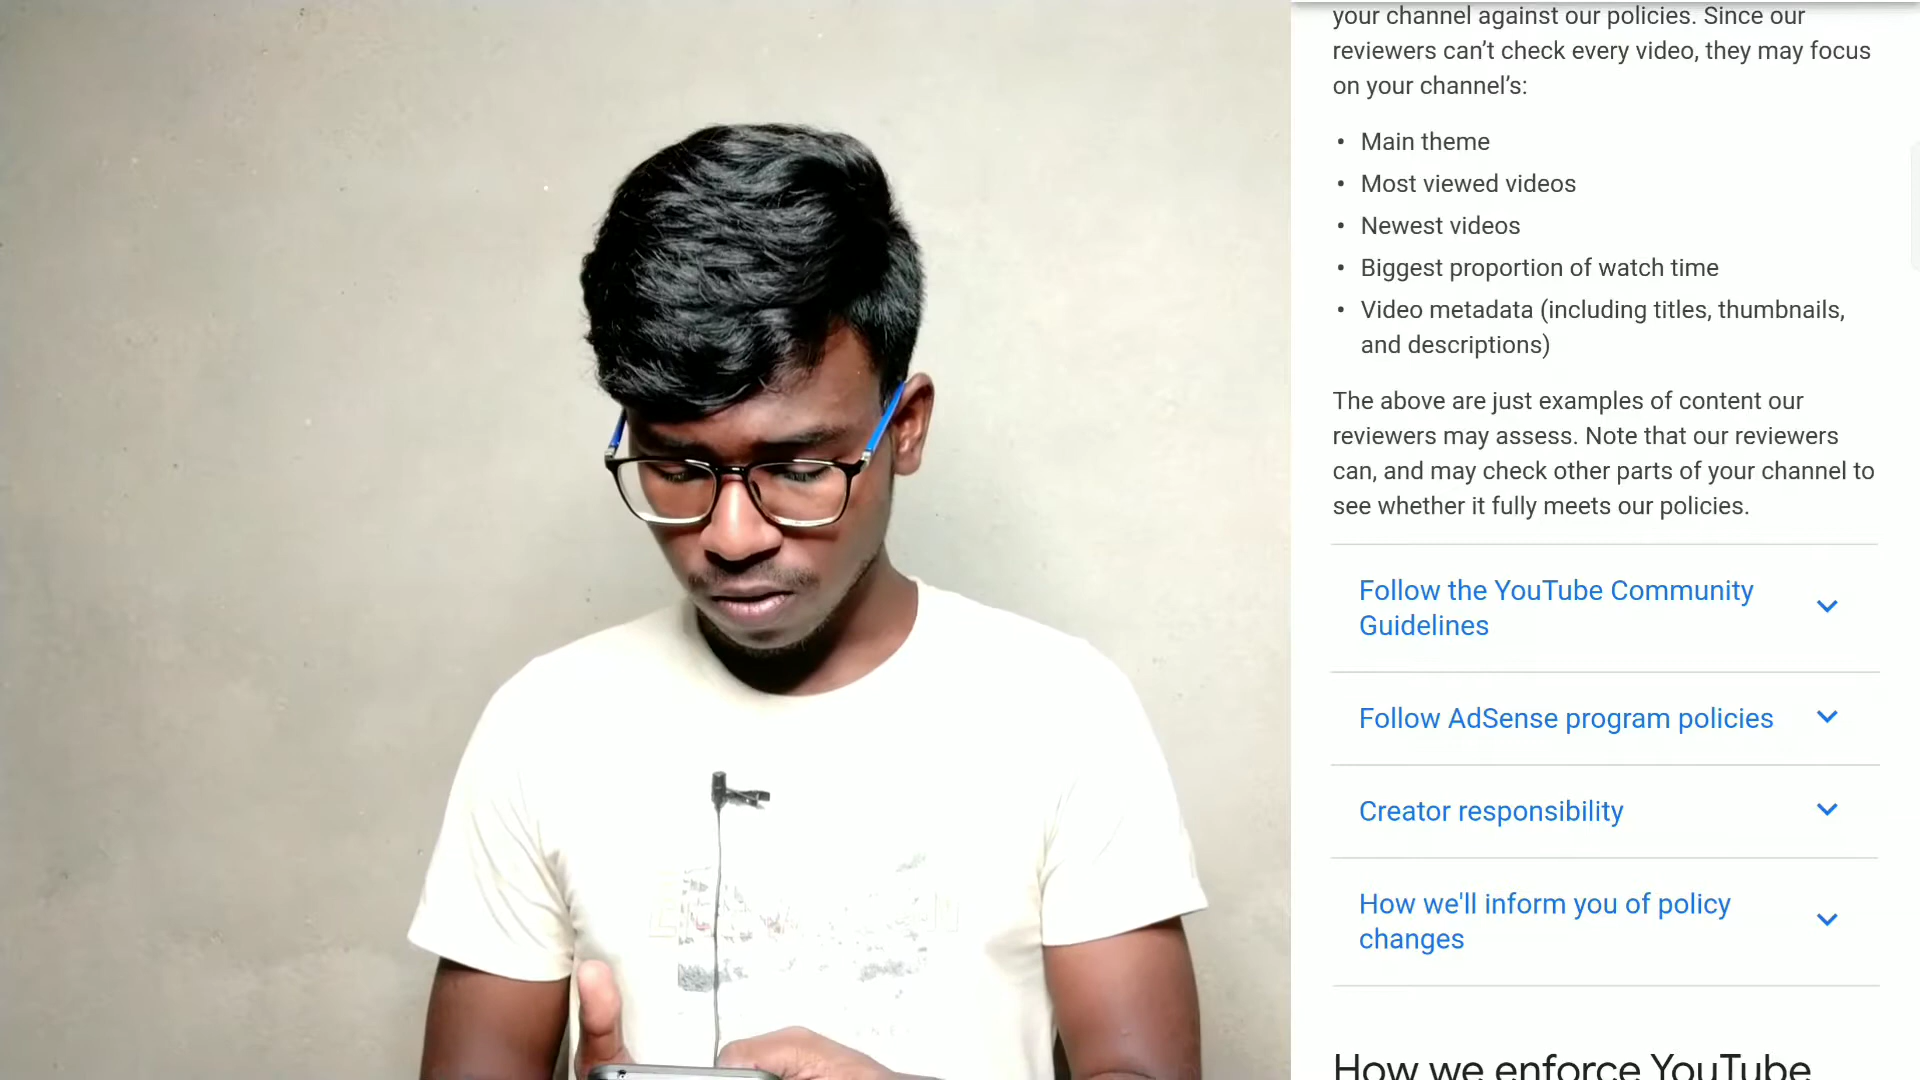 your channel against our policies. Since our
reviewers can’t check every video, they may focus
on your channel’s:
• Main theme
• Most viewed videos
• Newest videos
• Biggest proportion of watch time
• Video metadata (including titles, thumbnails,
and descriptions)
The above are just examples of content our
reviewers may assess. Note that our reviewers
can, and may check other parts of your channel to
see whether it fully meets our policies.
Follow the YouTube Community
Guidelines
Follow AdSense program policies
Creator responsibility
How we'll inform you of policy
changes
How we enforce YouTube